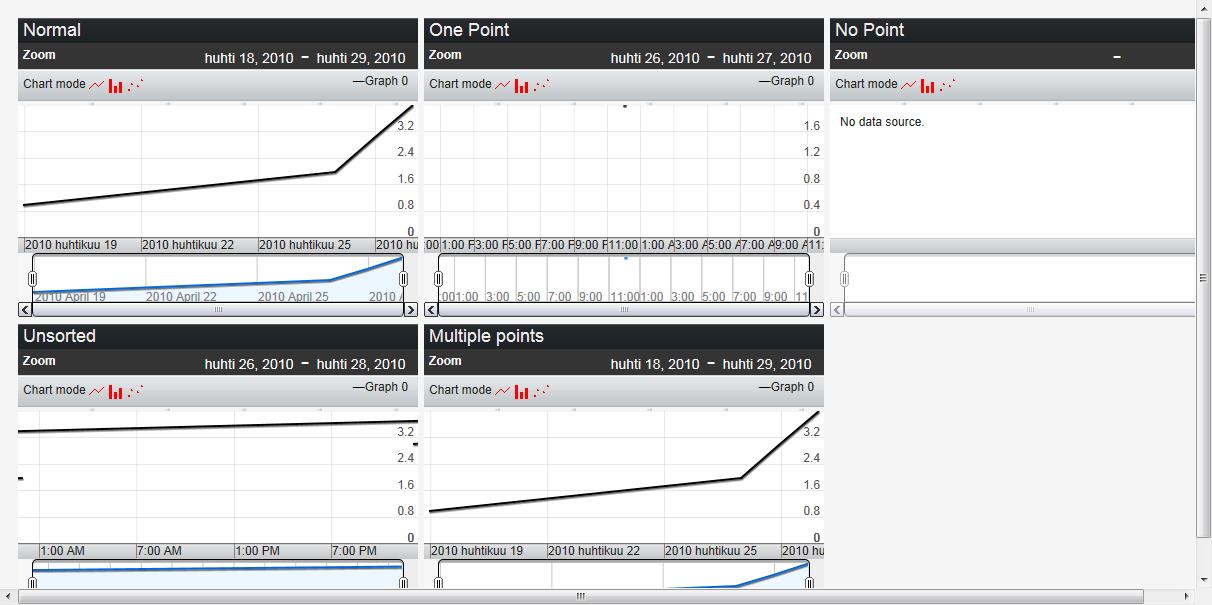 Normal
Zoom
huhti 18, 2010 – huhti 29, 2010
Chart mode
Graph 0
3.2
2.4
1.6
0.8
0
2010 huhtikuu 19 2010 huhtikuu 22 2010 huhtikuu 25 2010 hu
2010 April 19 2010 April 22 2010 April 25 2010 A
One Point
Zoom
huhti 26, 2010 – huhti 27, 2010
Chart mode
Graph 0
1.6
1.2
0.8
0.4
0
:00 1:00 P 3:00 P 5:00 P 7:00 P 9:00 P 11:00 1:00 A 3:00 A 5:00 A 7:00 A 9:00 A 11:
:00 1:00 3:00 5:00 7:00 9:00 11:00 1:00 3:00 5:00 7:00 9:00 11
No Point
Zoom
–
Chart mode
No data source.
Unsorted
Zoom
huhti 26, 2010 – huhti 28, 2010
Chart mode
Graph 0
3.2
2.4
1.6
0.8
0
1:00 AM 7:00 AM 1:00 PM 7:00 PM
Multiple points
Zoom
huhti 18, 2010 – huhti 29, 2010
Chart mode
Graph 0
3.2
2.4
1.6
0.8
0
2010 huhtikuu 19 2010 huhtikuu 22 2010 huhtikuu 25 2010 hu